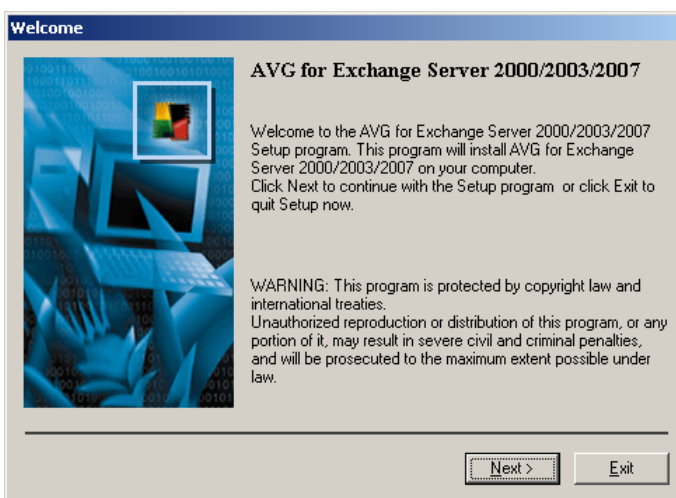 Welcome
AVG for Exchange Server 2000/2003/2007
Welcome to the AVG for Exchange Server 2000/2003/2007
Setup program. This program will install AVG for Exchange
Server 2000/2003/2007 on your computer.
Click Next to continue with the Setup program  or click Exit to
quit Setup now.
WARNING: This program is protected by copyright law and
international treaties.
Unauthorized reproduction or distribution of this program, or any
portion of it, may result in severe civil and criminal penalties,
and will be prosecuted to the maximum extent possible under
law.
Next >
Exit